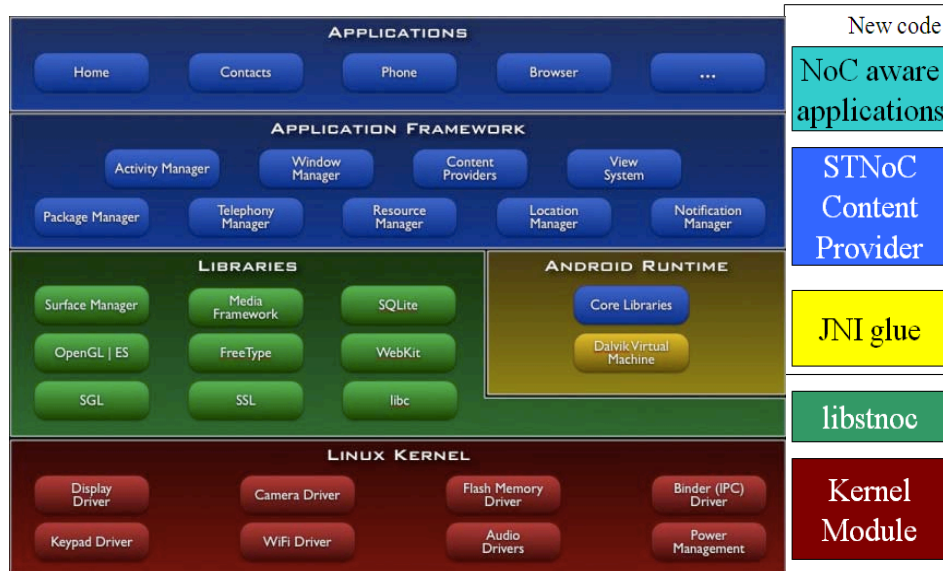 APPLICATIONS
Home
Contacts
Phone
Browser
...
APPLICATION FRAMEWORK
Activity Manager
Window
Manager
Content
Providers
View
System
Package Manager
Telephony
Manager
Resource
Manager
Location
Manager
Notification
Manager
LIBRARIES
Surface Manager
Media
Framework
SQLite
OpenGL | ES
FreeType
WebKit
SGL
SSL
libc
ANDROID RUNTIME
Core Libraries
Dalvik Virtual
Machine
LINUX KERNEL
Display
Driver
Camera Driver
Flash Memory
Driver
Binder (IPC)
Driver
Keypad Driver
WiFi Driver
Audio
Drivers
Power
Management
New code
NoC aware
applications
STNoC
Content
Provider
JNI glue
libstnoc
Kernel
Module